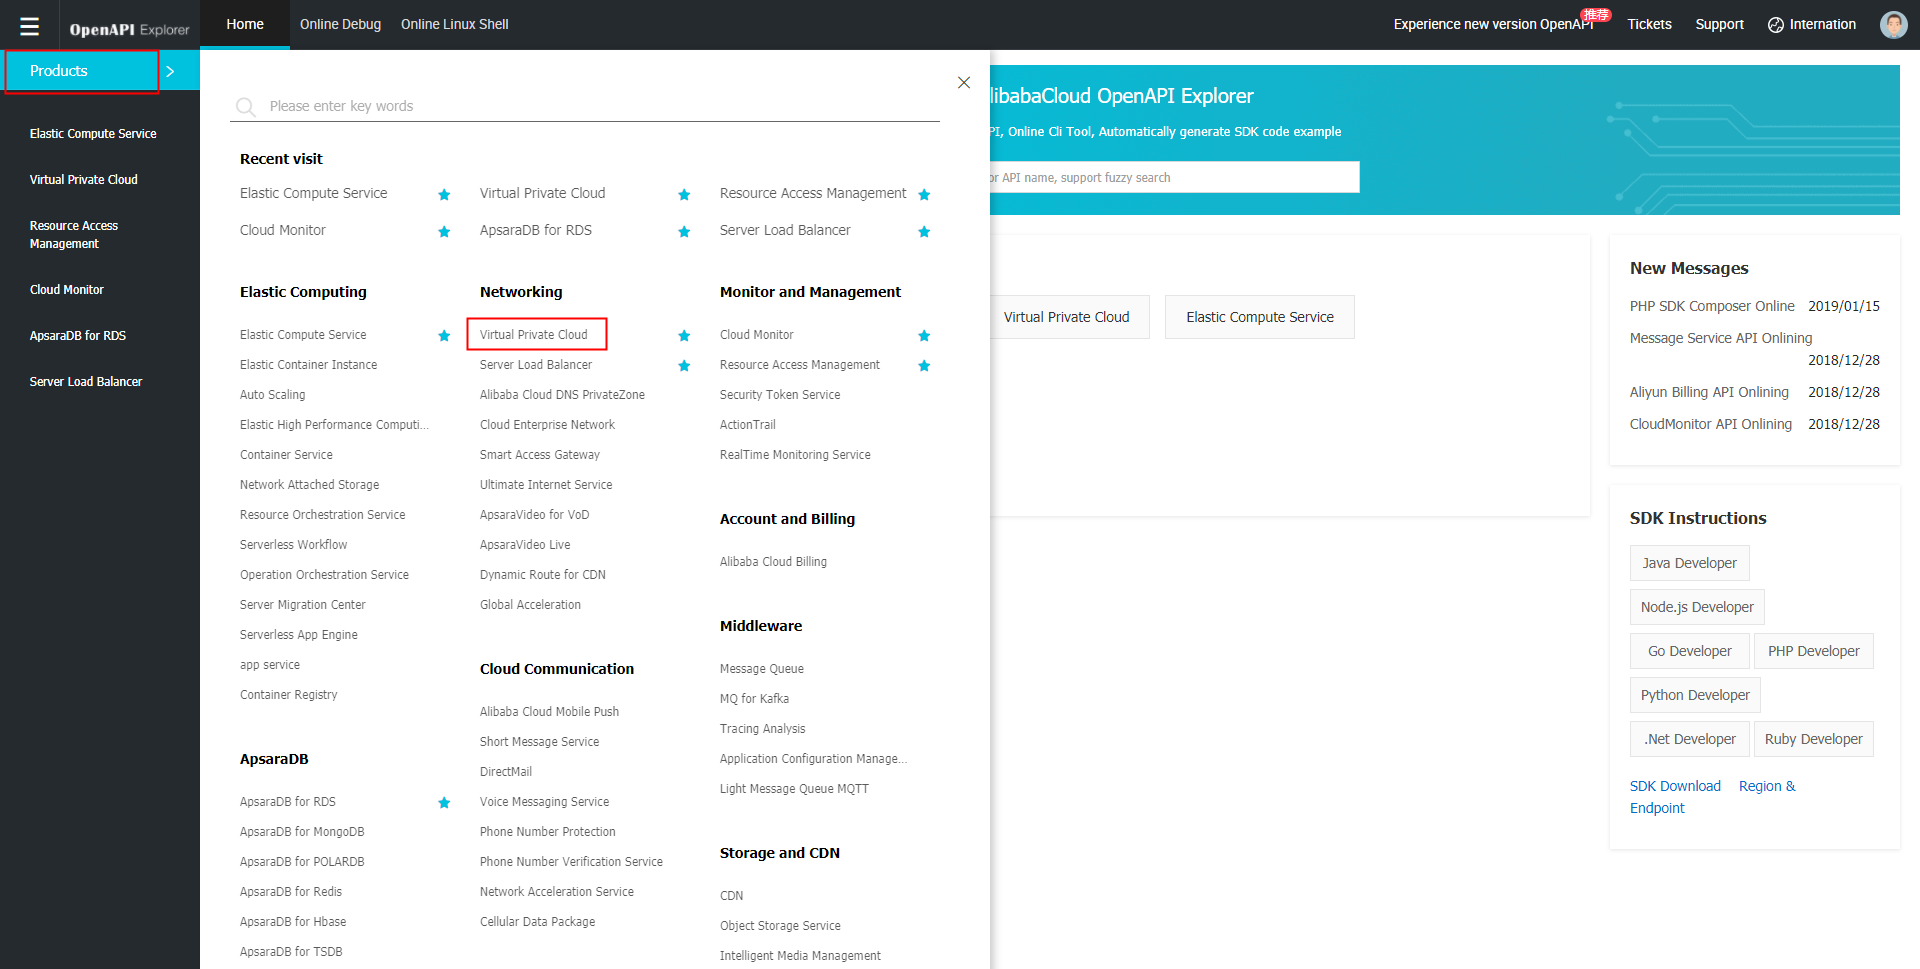 OpenAPI Explorer
Home
Online Debug
Online Linux Shell
Experience new version OpenAPI
推荐
Tickets
Support
Internation
Products
Elastic Compute Service
Virtual Private Cloud
Resource Access
Management
Cloud Monitor
ApsaraDB for RDS
Server Load Balancer
Please enter key words
Recent visit
Elastic Compute Service
Virtual Private Cloud
Resource Access Management
Cloud Monitor
ApsaraDB for RDS
Server Load Balancer
Elastic Computing
Elastic Compute Service
Elastic Container Instance
Auto Scaling
Elastic High Performance Computi...
Container Service
Network Attached Storage
Resource Orchestration Service
Serverless Workflow
Operation Orchestration Service
Server Migration Center
Serverless App Engine
app service
Container Registry
ApsaraDB
ApsaraDB for RDS
ApsaraDB for MongoDB
ApsaraDB for POLARDB
ApsaraDB for Redis
ApsaraDB for Hbase
ApsaraDB for TSDB
Networking
Virtual Private Cloud
Server Load Balancer
Alibaba Cloud DNS PrivateZone
Cloud Enterprise Network
Smart Access Gateway
Ultimate Internet Service
ApsaraVideo for VoD
ApsaraVideo Live
Dynamic Route for CDN
Global Acceleration
Cloud Communication
Alibaba Cloud Mobile Push
Short Message Service
DirectMail
Voice Messaging Service
Phone Number Protection
Phone Number Verification Service
Network Acceleration Service
Cellular Data Package
Monitor and Management
Cloud Monitor
Resource Access Management
Security Token Service
ActionTrail
RealTime Monitoring Service
Account and Billing
Alibaba Cloud Billing
Middleware
Message Queue
MQ for Kafka
Tracing Analysis
Application Configuration Manage...
Light Message Queue MQTT
Storage and CDN
CDN
Object Storage Service
Intelligent Media Management
libabaCloud OpenAPI Explorer
PI, Online Cli Tool, Automatically generate SDK code example
or API name, support fuzzy search
Virtual Private Cloud
Elastic Compute Service
New Messages
PHP SDK Composer Online 2019/01/15
Message Service API Onlining
2018/12/28
Aliyun Billing API Onlining 2018/12/28
CloudMonitor API Onlining 2018/12/28
SDK Instructions
Java Developer
Node.js Developer
Go Developer PHP Developer
Python Developer
.Net Developer Ruby Developer
SDK Download Region &
Endpoint